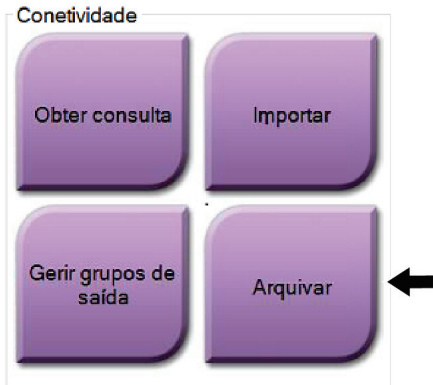 Conetividade
Obter consulta
Importar
Gerir grupos de
saída
Arquivar